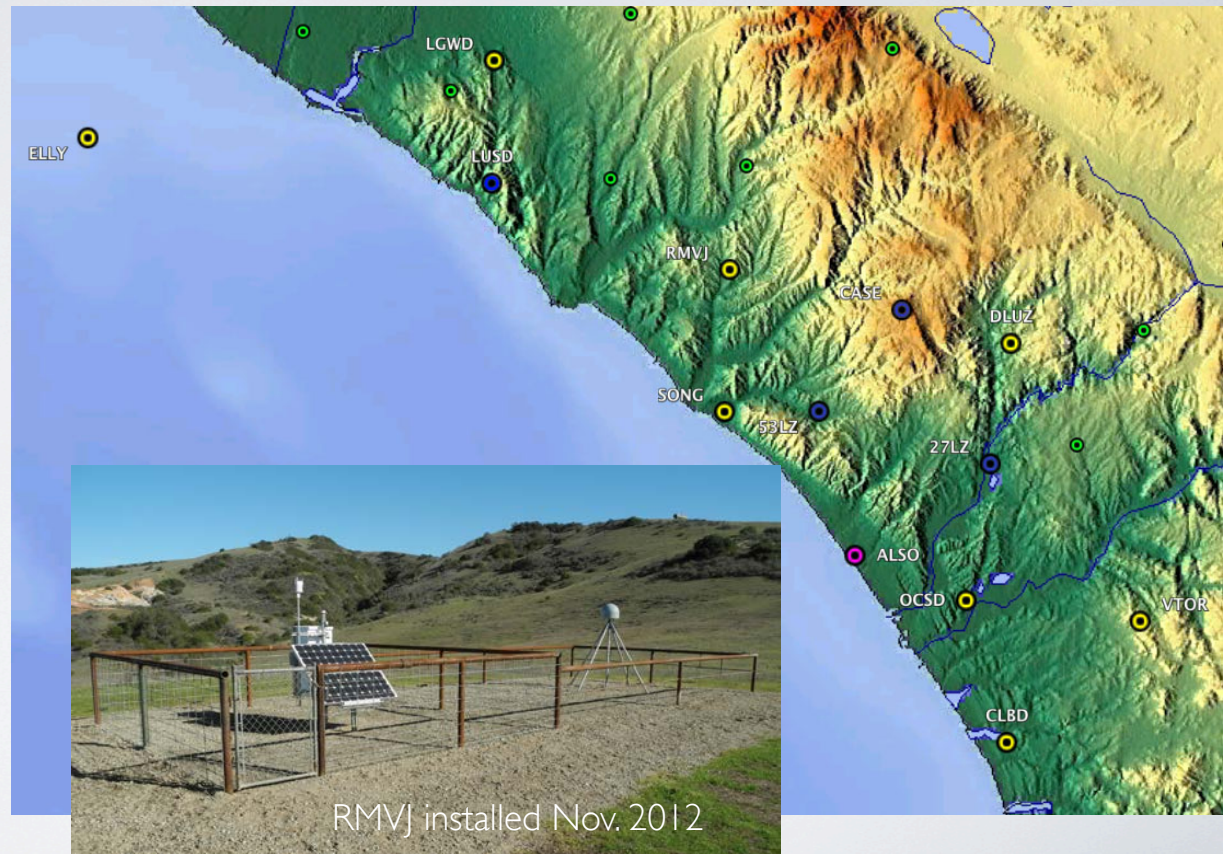 LGWD
ELLY
LUSD
RMVJ
CASE
DLUZ
SONG
53LZ
27LZ
ALSO
OCSD
VTOR
CLBD
RMVJ installed Nov. 2012